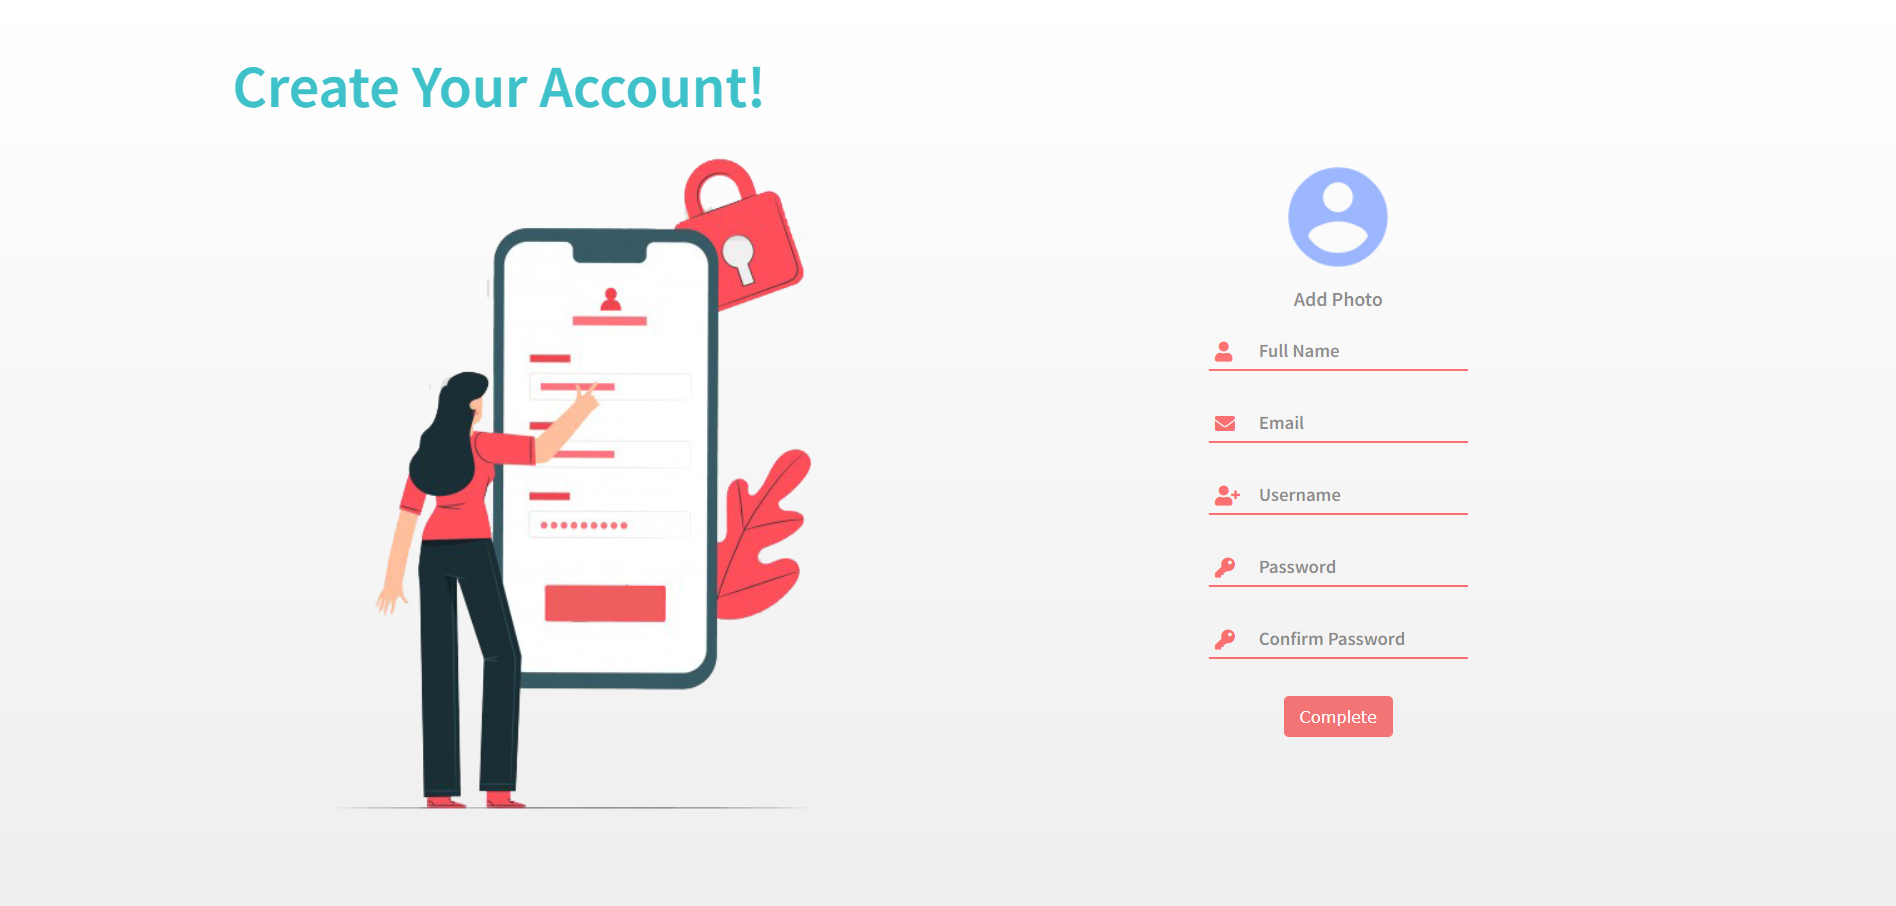 Create Your Account!
Add Photo
Full Name
Email
Username
Password
Confirm Password
Complete